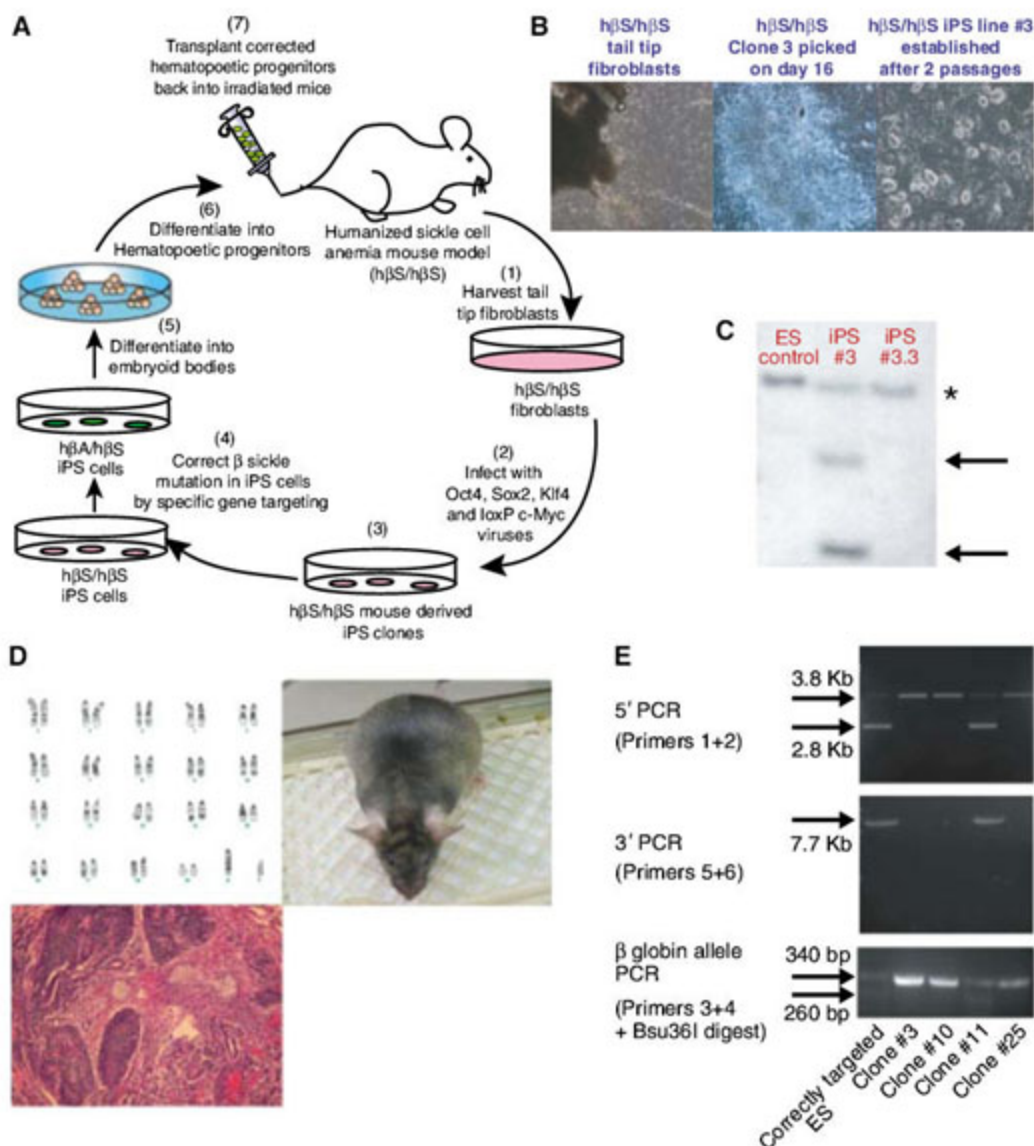 A
(7)
Transplant corrected
hematopoetic progenitors
back into irradiated mice
(6)
Differentiate into
Hematopoetic progenitors
Humanized sickle cell
anemia mouse model
(hβS/hβS)
(1)
Harvest tail
tip fibroblasts
hβS/hβS
fibroblasts
(5)
Differentiate into
embryoid bodies
hβA/hβS
iPS cells
(4)
Correct β sickle
mutation in iPS cells
by specific gene targeting
(2)
Infect with
Oct4, Sox2, Klf4
and loxP c-Myc
viruses
(3)
hβS/hβS
iPS cells
hβS/hβS mouse derived
iPS clones
B
hβS/hβS
tail tip
fibroblasts
hβS/hβS
Clone 3 picked
on day 16
hβS/hβS iPS line #3
established
after 2 passages
C
ES
control
iPS
#3
iPS
#3.3
*
D
E
5′ PCR
(Primers 1+2)
3.8 Kb
2.8 Kb
3′ PCR
(Primers 5+6)
7.7 Kb
β globin allele
PCR
(Primers 3+4
+ Bsu36I digest)
340 bp
260 bp
Correctly targeted
ES
Clone #3
Clone #10
Clone #11
Clone #25